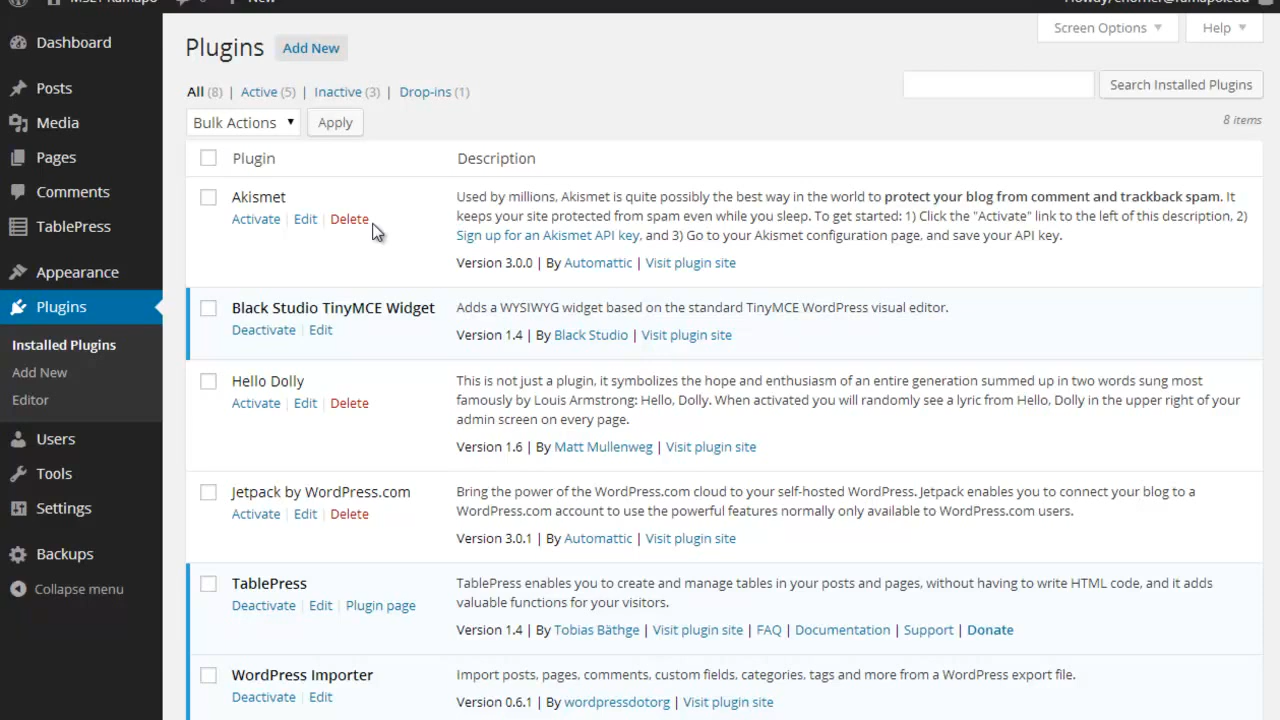 Dashboard
Posts
Media
Pages
Comments
TablePress
Appearance
Plugins
Installed Plugins
Add New
Editor
Users
Tools
Settings
Backups
Collapse menu
Screen Options ▼ Help ▼
Plugins Add New
All (8) | Active (5) | Inactive (3) | Drop-ins (1)
Search Installed Plugins
Bulk Actions ▼ Apply
8 items
Plugin Description
Akismet
Activate | Edit | Delete
Used by millions, Akismet is quite possibly the best way in the world to protect your blog from comment and trackback spam. It
keeps your site protected from spam even while you sleep. To get started: 1) Click the "Activate" link to the left of this description, 2)
Sign up for an Akismet API key, and 3) Go to your Akismet configuration page, and save your API key.
Version 3.0.0 | By Automattic | Visit plugin site
Black Studio TinyMCE Widget
Deactivate | Edit
Adds a WYSIWYG widget based on the standard TinyMCE WordPress visual editor.
Version 1.4 | By Black Studio | Visit plugin site
Hello Dolly
Activate | Edit | Delete
This is not just a plugin, it symbolizes the hope and enthusiasm of an entire generation summed up in two words sung most
famously by Louis Armstrong: Hello, Dolly. When activated you will randomly see a lyric from Hello, Dolly in the upper right of your
admin screen on every page.
Version 1.6 | By Matt Mullenweg | Visit plugin site
Jetpack by WordPress.com
Activate | Edit | Delete
Bring the power of the WordPress.com cloud to your self-hosted WordPress. Jetpack enables you to connect your blog to a
WordPress.com account to use the powerful features normally only available to WordPress.com users.
Version 3.0.1 | By Automattic | Visit plugin site
TablePress
Deactivate | Edit | Plugin page
TablePress enables you to create and manage tables in your posts and pages, without having to write HTML code, and it adds
valuable functions for your visitors.
Version 1.4 | By Tobias Bäthge | Visit plugin site | FAQ | Documentation | Support | Donate
WordPress Importer
Deactivate | Edit
Import posts, pages, comments, custom fields, categories, tags and more from a WordPress export file.
Version 0.6.1 | By wordpressdotorg | Visit plugin site